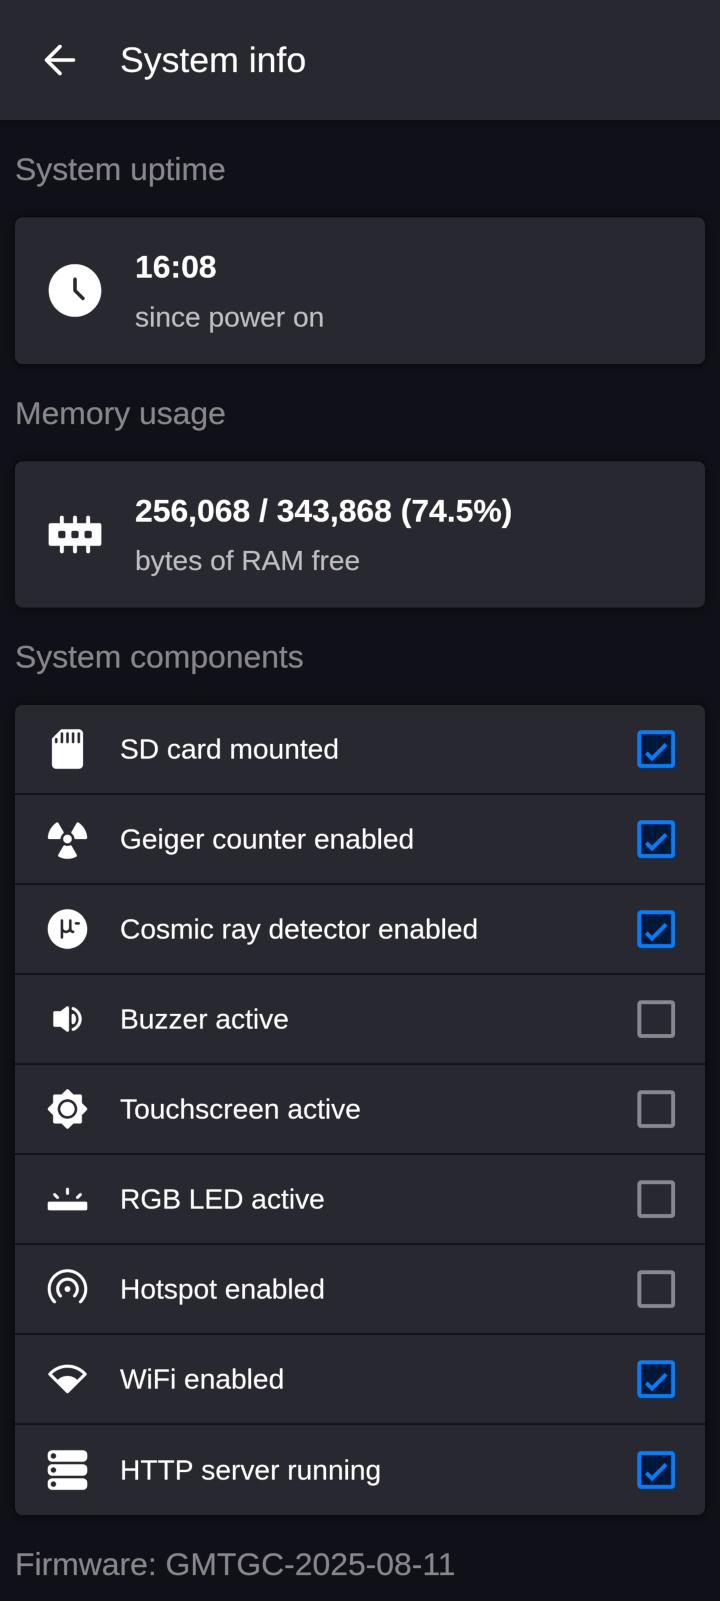 System info
System uptime
16:08
since power on
Memory usage
256,068 / 343,868 (74.5%)
bytes of RAM free
System components
SD card mounted
Geiger counter enabled
μ-
Cosmic ray detector enabled
Buzzer active
Touchscreen active
RGB LED active
Hotspot enabled
WiFi enabled
HTTP server running
Firmware: GMTGC-2025-08-11